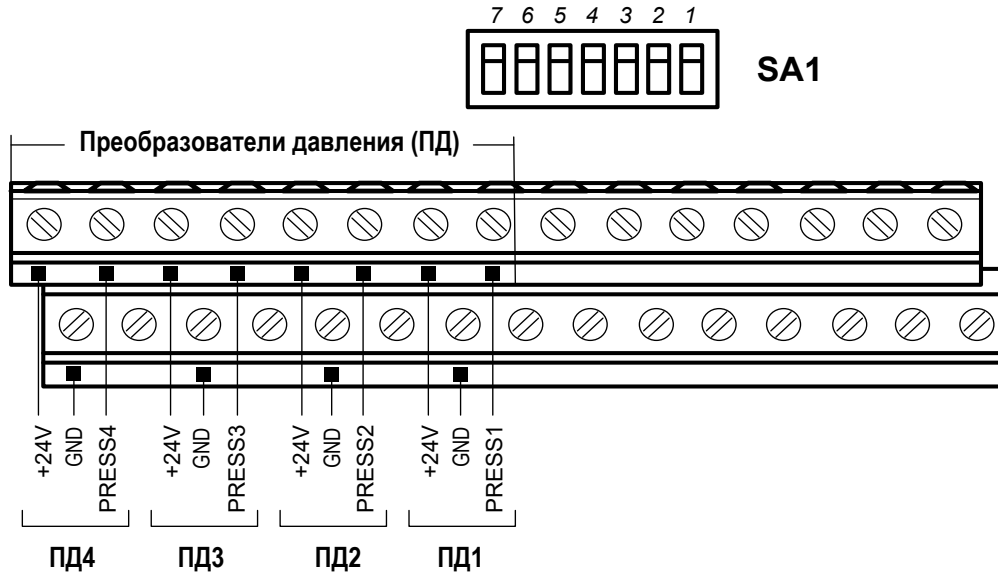 7 6 5 4 3 2 1
SA1
Преобразователи давления (ПД)
+24V GND PRESS4 +24V GND PRESS3 +24V GND PRESS2 +24V GND PRESS1
ПД4 ПД3 ПД2 ПД1